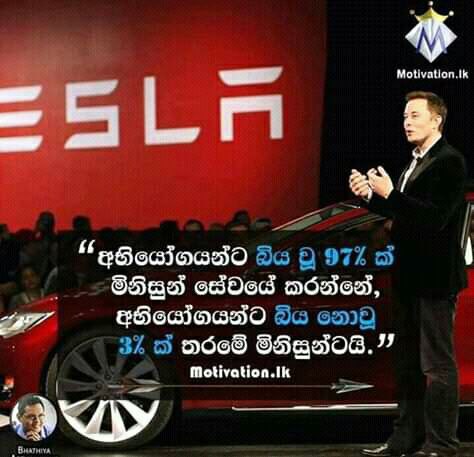 Motivation.lk
ESLA
“අභියෝගයන්ට බිය වූ 97% ක්
මිනිසුන් සේවයේ කරන්නේ,
අභියෝගයන්ට බිය නොවූ
3% ක් තරමේ මිනිසුන්ටයි.”
Motivation.lk
BHATHIYA